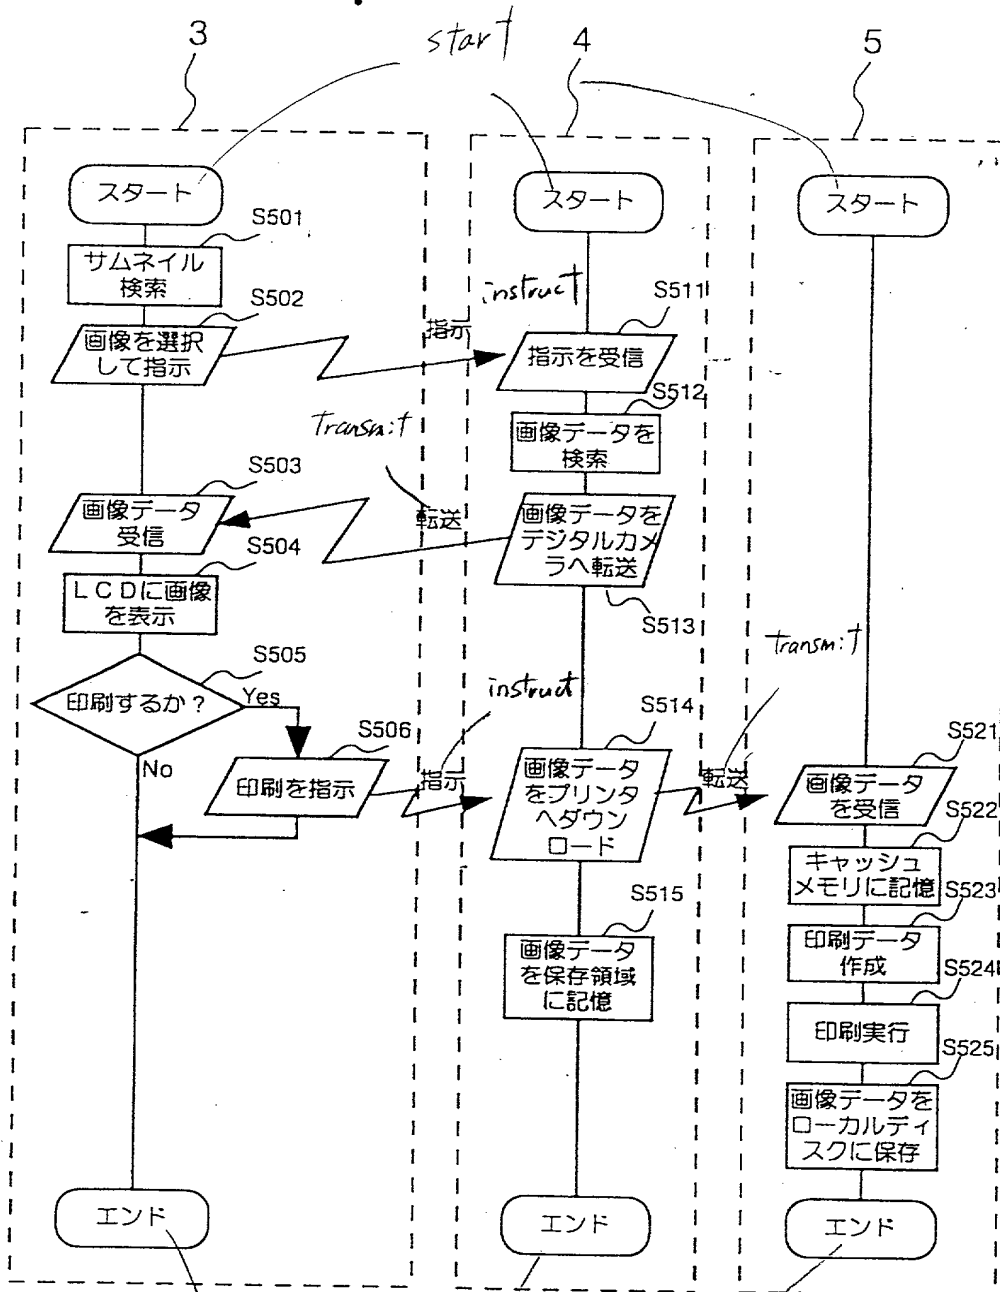 3
start
4
5
スタート
スタート
スタート
S501
サムネイル
検索
S502
画像を選択
して指示
指示
instruct
S511
指示を受信
S512
画像データを
検索
transmit
転送
S503
画像データ
受信
画像データを
デジタルカメ
ラへ転送
S513
S504
LCDに画像
を表示
S505
印刷するか?
Yes
No
S506
印刷を指示
instruct
指示
S514
画像データ
をプリンタ
へダウン
ロード
transmit
転送
S521
画像データ
を受信
S522
キャッシュ
メモリに記憶
S523
印刷データ
作成
S524
印刷実行
S525
画像データを
ローカルディ
スクに保存
S515
画像データ
を保存領域
に記憶
エンド
エンド
エンド